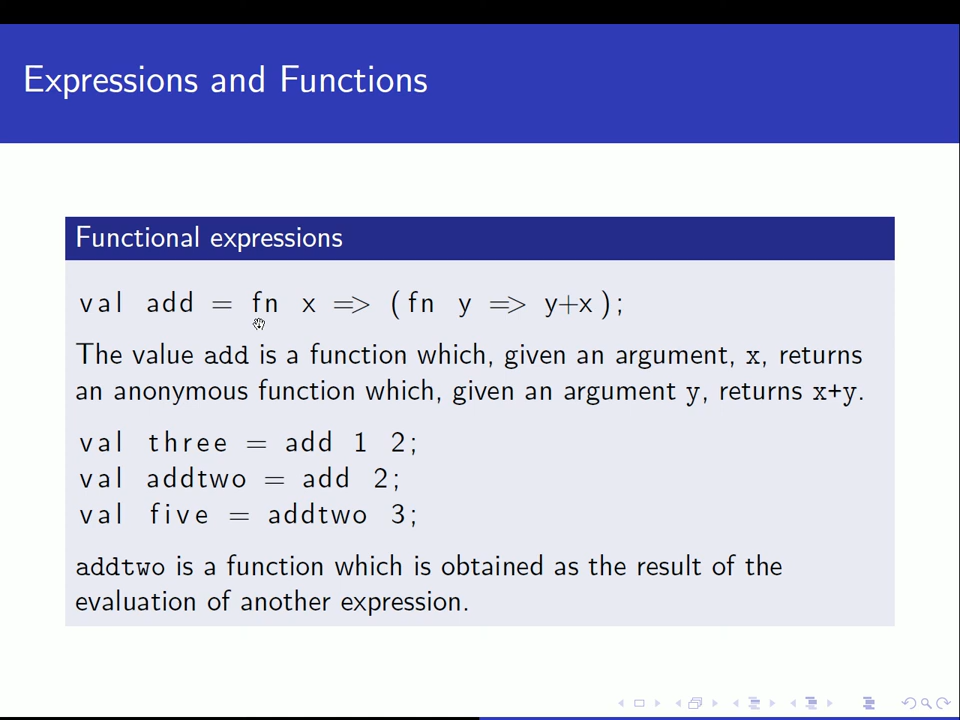 Expressions and Functions
Functional expressions
val add = fn x => (fn y => y+x);
The value add is a function which, given an argument, x, returns
an anonymous function which, given an argument y, returns x+y.
val three = add 1 2;
val addtwo = add 2;
val five = addtwo 3;
addtwo is a function which is obtained as the result of the
evaluation of another expression.